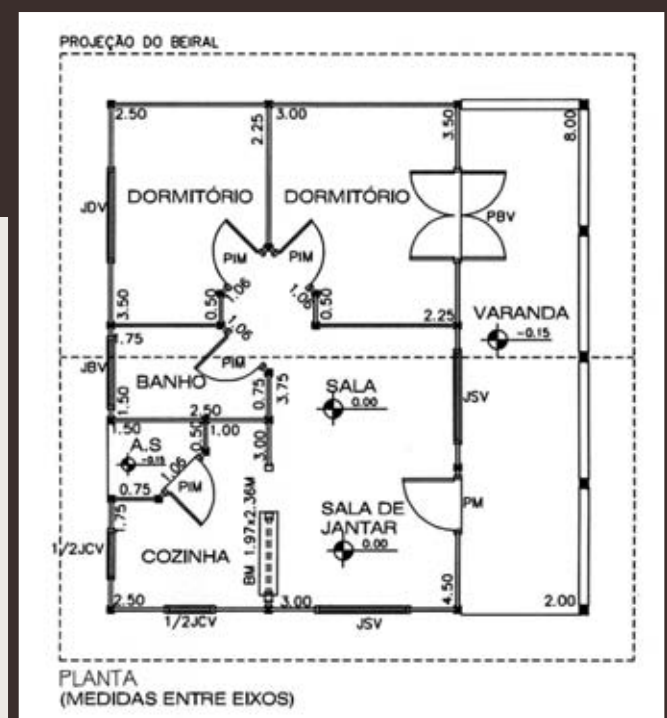 PROJEÇÃO DO BEIRAL
2.50
2.25
3.00
3.50
8.00
JDV
DORMITÓRIO
DORMITÓRIO
PBV
PIM
PIM
3.50
0.50
1.06
1.06
0.50
2.25
VARANDA
-0.15
1.75
1.06
JBV
PIM
BANHO
0.75
3.75
SALA
0.00
JSV
1.50
2.50
1.50
0.50
1.00
3.00
A.S
-0.15
1.06
PIM
0.75
1.75
SALA DE
JANTAR
0.00
PM
1/2JCV
COZINHA
BM 1.97x2.36M
2.50
3.00
4.50
2.00
1/2JCV
JSV
PLANTA
(MEDIDAS ENTRE EIXOS)